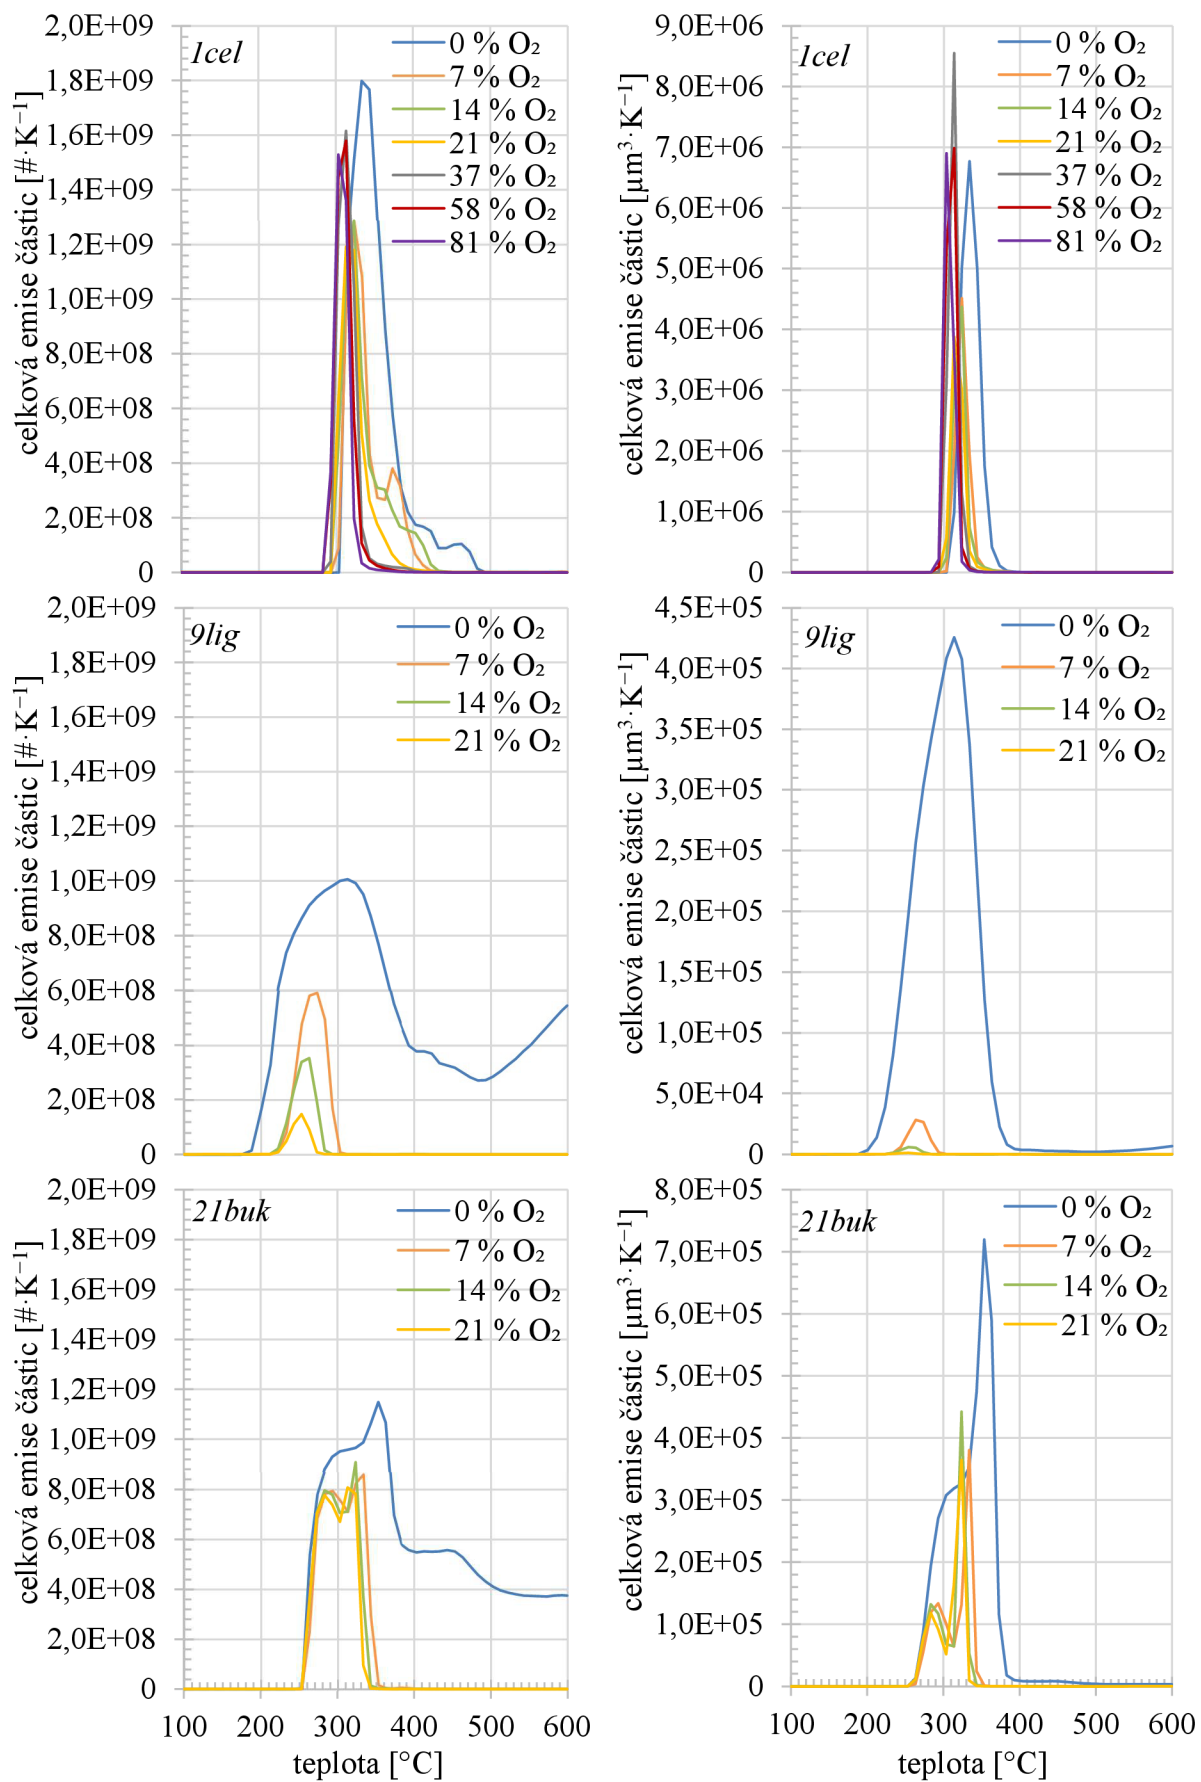 2,0E+09
1,8E+09
1,6E+09
1,4E+09
1,2E+09
1,0E+09
8,0E+08
6,0E+08
4,0E+08
2,0E+08
0
celková emise částic [#·K⁻¹]
1cel
0 % O₂
7 % O₂
14 % O₂
21 % O₂
37 % O₂
58 % O₂
81 % O₂
9,0E+06
8,0E+06
7,0E+06
6,0E+06
5,0E+06
4,0E+06
3,0E+06
2,0E+06
1,0E+06
0
celková emise částic [µm³·K⁻¹]
1cel
0 % O₂
7 % O₂
14 % O₂
21 % O₂
37 % O₂
58 % O₂
81 % O₂
2,0E+09
1,8E+09
1,6E+09
1,4E+09
1,2E+09
1,0E+09
8,0E+08
6,0E+08
4,0E+08
2,0E+08
0
celková emise částic [#·K⁻¹]
9lig
0 % O₂
7 % O₂
14 % O₂
21 % O₂
4,5E+05
4,0E+05
3,5E+05
3,0E+05
2,5E+05
2,0E+05
1,5E+05
1,0E+05
5,0E+04
0
celková emise částic [µm³·K⁻¹]
9lig
0 % O₂
7 % O₂
14 % O₂
21 % O₂
2,0E+09
1,8E+09
1,6E+09
1,4E+09
1,2E+09
1,0E+09
8,0E+08
6,0E+08
4,0E+08
2,0E+08
0
celková emise částic [#·K⁻¹]
21buk
0 % O₂
7 % O₂
14 % O₂
21 % O₂
100 200 300 400 500 600
teplota [°C]
8,0E+05
7,0E+05
6,0E+05
5,0E+05
4,0E+05
3,0E+05
2,0E+05
1,0E+05
0
celková emise částic [µm³·K⁻¹]
21buk
0 % O₂
7 % O₂
14 % O₂
21 % O₂
100 200 300 400 500 600
teplota [°C]